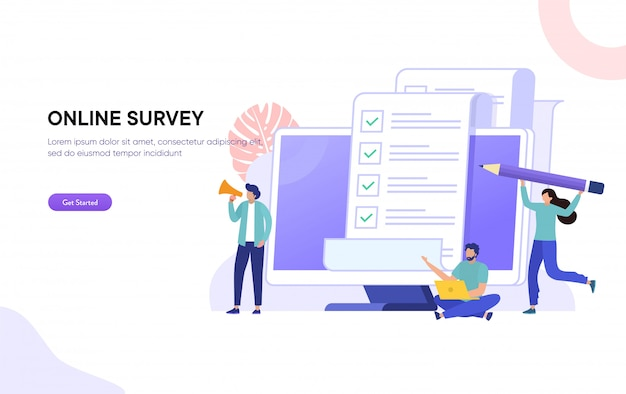 ONLINE SURVEY
Lorem ipsum dolor sit amet, consectetur adipiscing elit,
sed do eiusmod tempor incididunt
Get Started